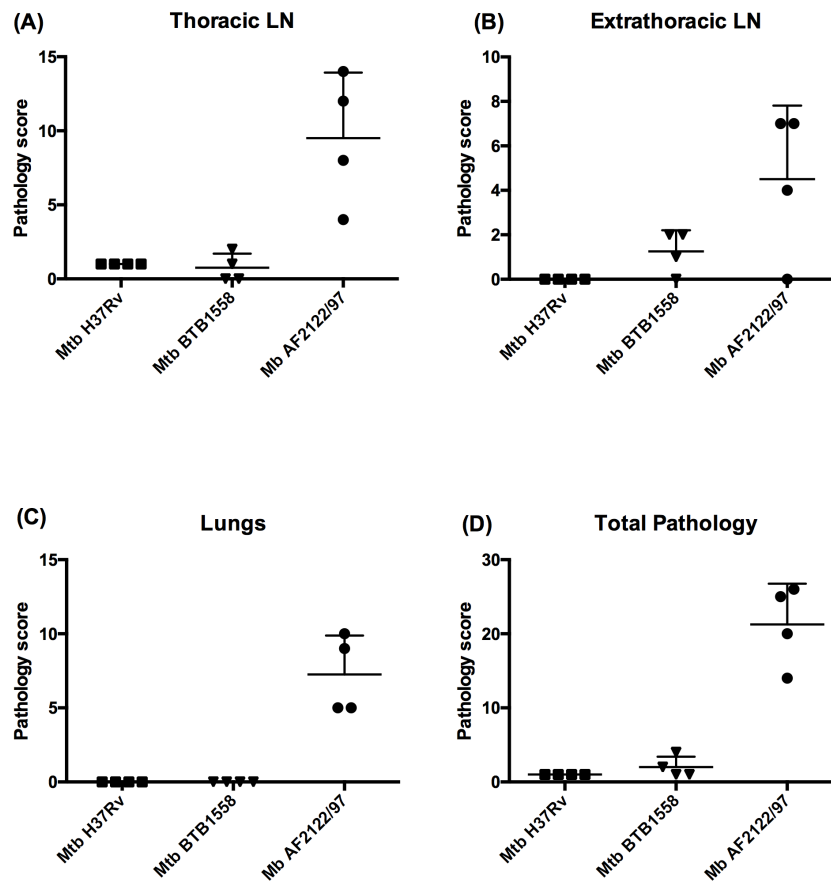 (A) Thoracic LN
Pathology score
15
10
5
0
Mtb H37Rv
Mtb BTB1558
Mb AF2122/97
(B) Extrathoracic LN
Pathology score
10
8
6
4
2
0
Mtb H37Rv
Mtb BTB1558
Mb AF2122/97
(C) Lungs
Pathology score
15
10
5
0
Mtb H37Rv
Mtb BTB1558
Mb AF2122/97
(D) Total Pathology
Pathology score
30
20
10
0
Mtb H37Rv
Mtb BTB1558
Mb AF2122/97